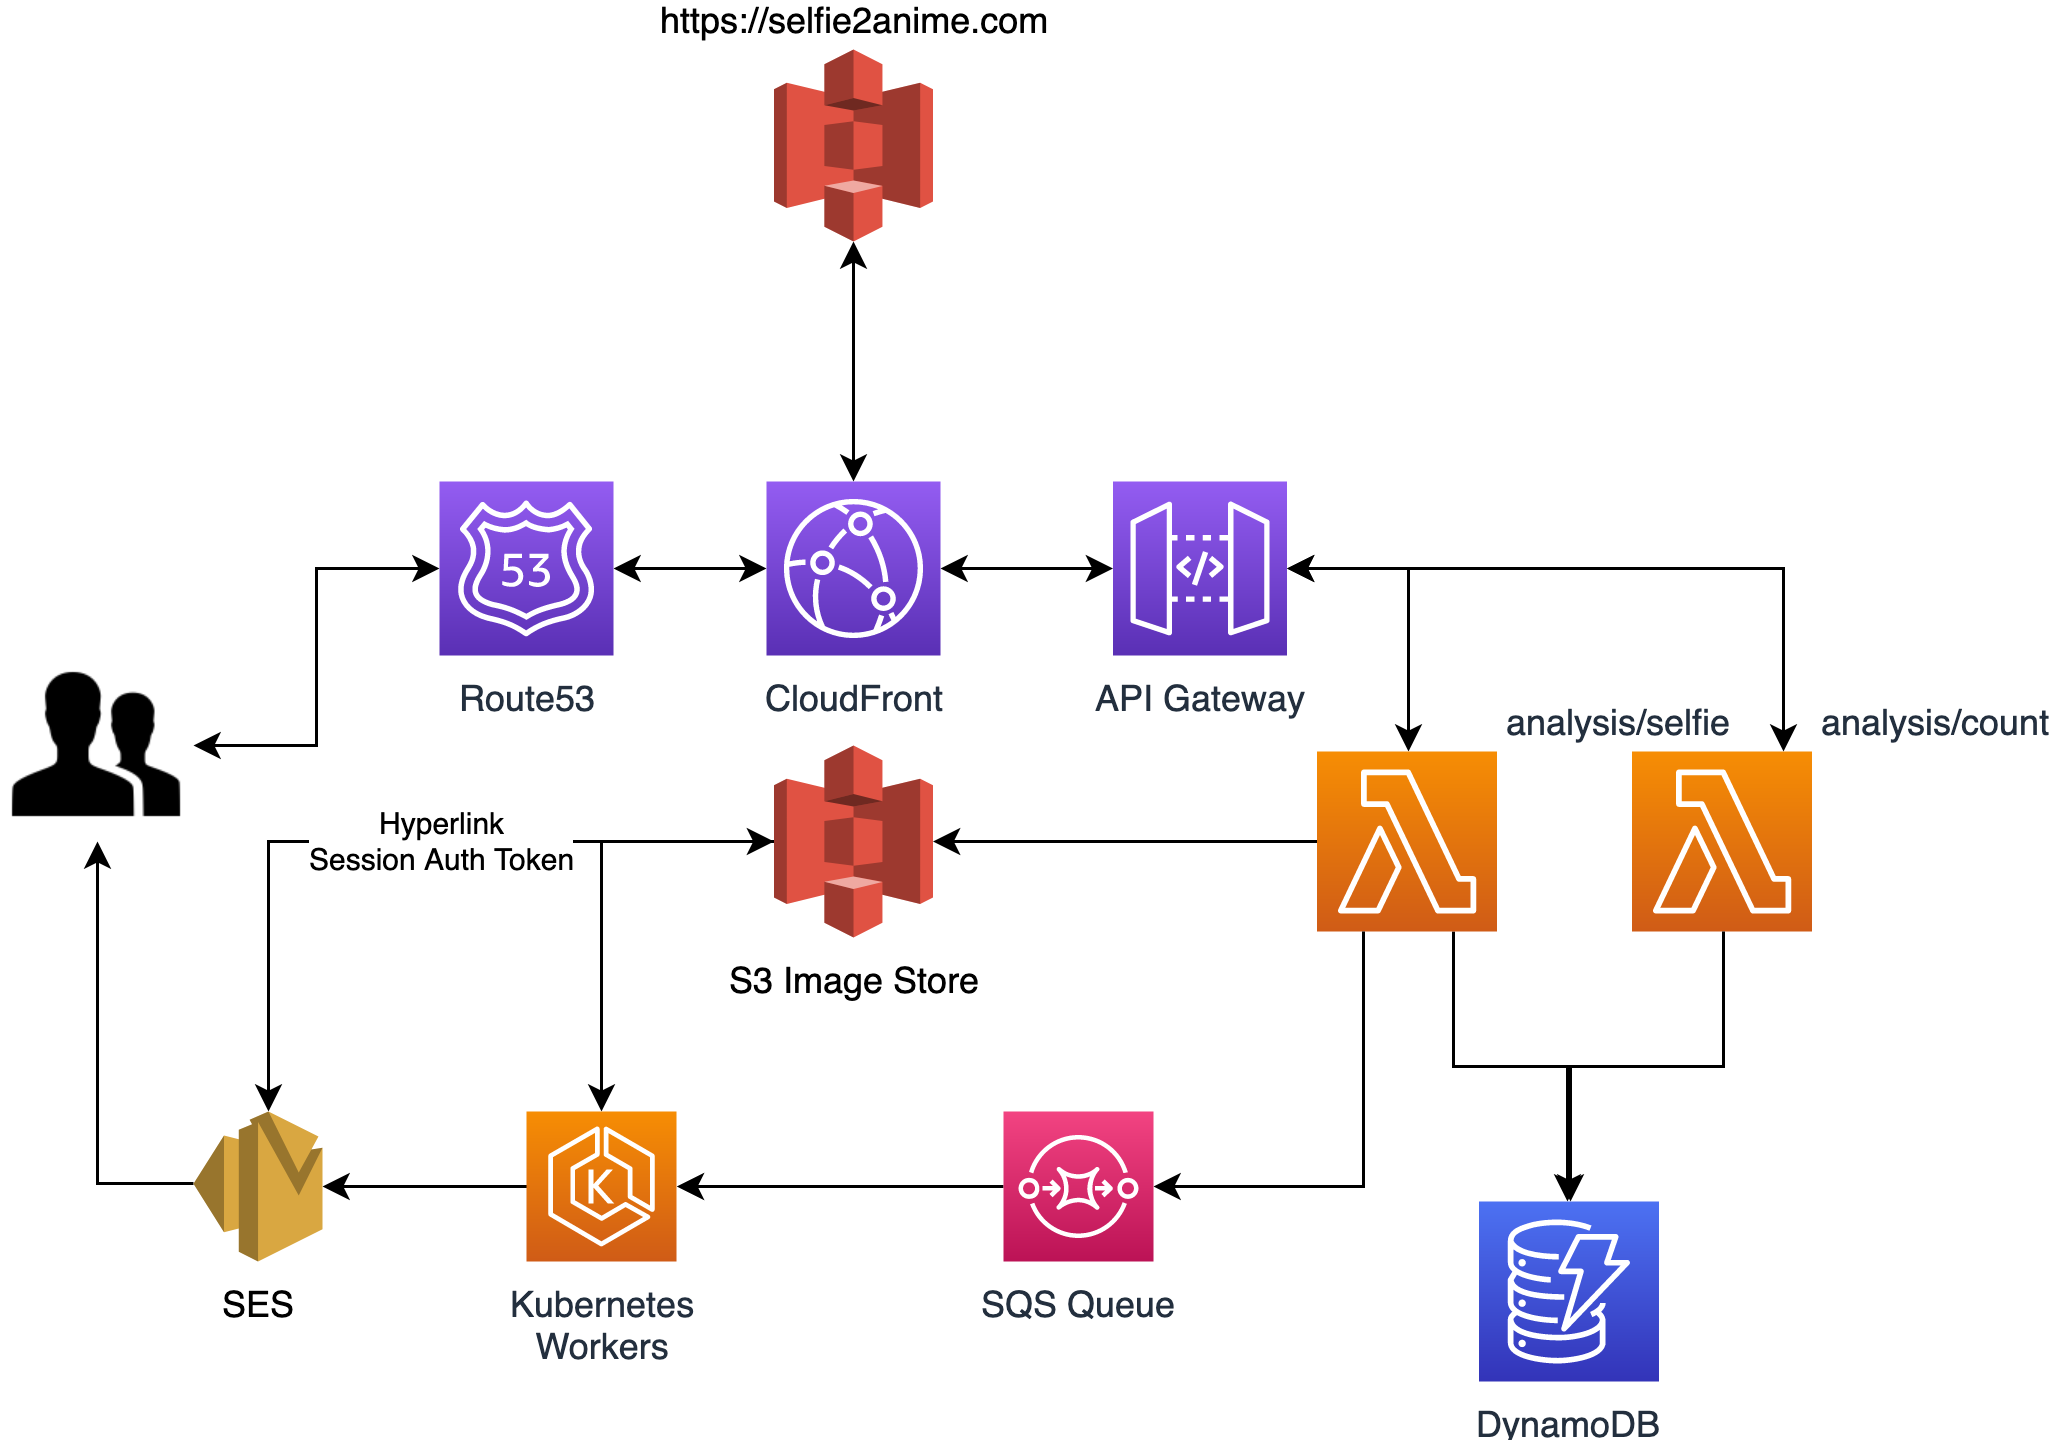 https://selfie2anime.com
53
</>
Route53
CloudFront
API Gateway
analysis/selfie
analysis/count
Hyperlink
Session Auth Token
S3 Image Store
K
SES
Kubernetes
Workers
SQS Queue
DynamoDB